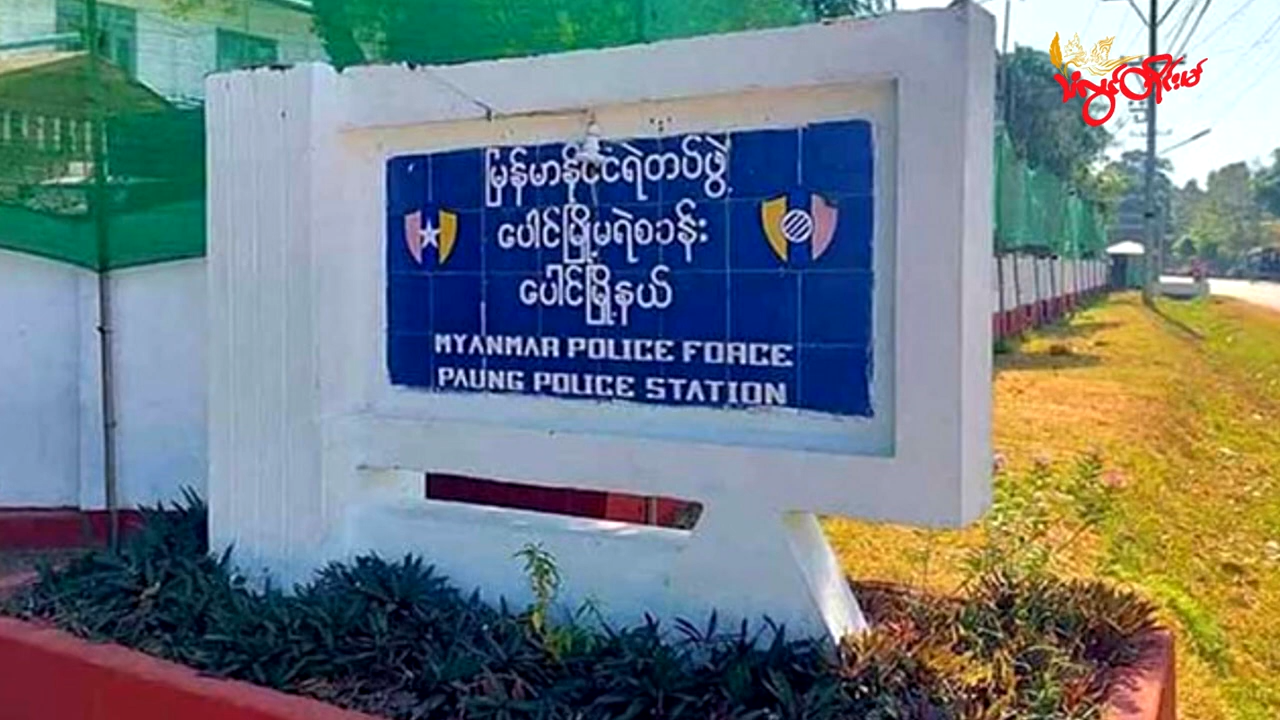 မြန်မာနိုင်ငံရဲတပ်ဖွဲ့
ပေါင်မြို့မရဲစခန်း
ပေါင်မြို့နယ်
MYANMAR POLICE FORCE
PAUNG POLICE STATION